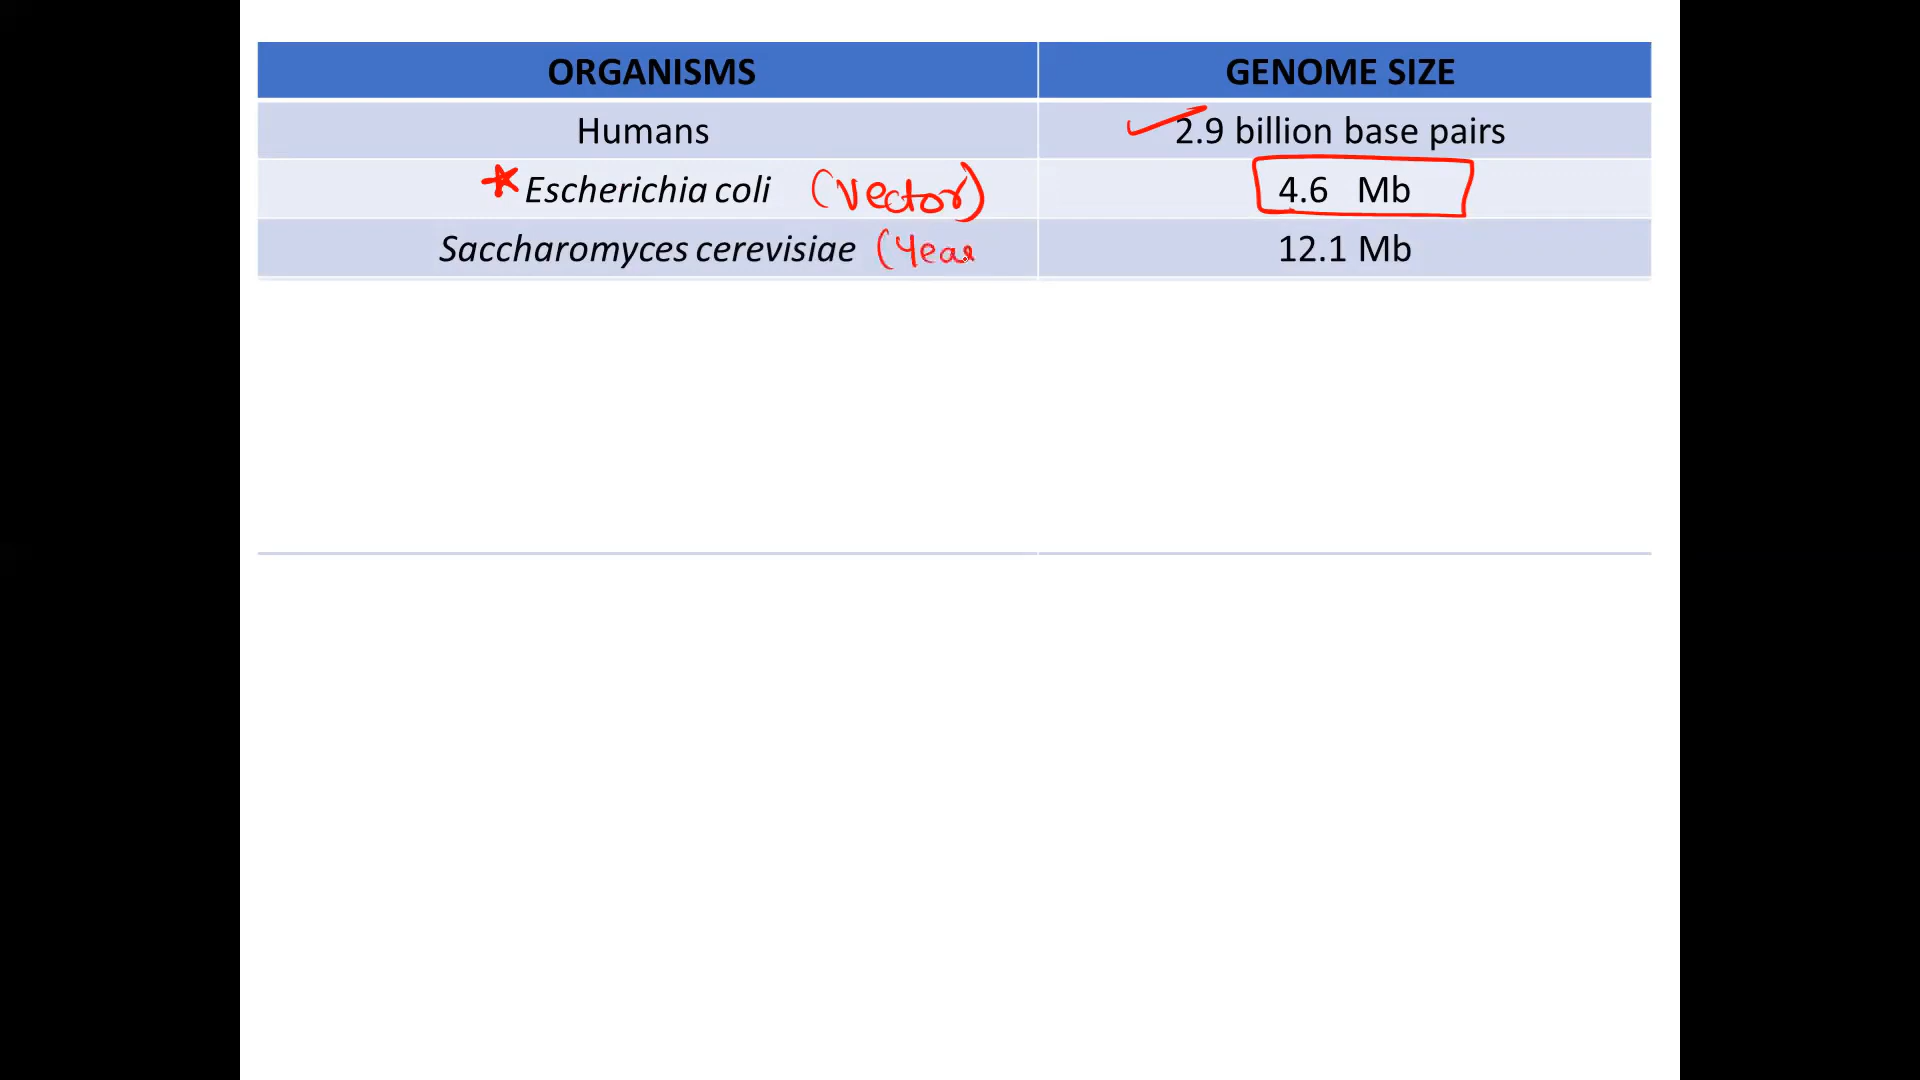 ORGANISMS GENOME SIZE
Humans 2.9 billion base pairs
Escherichia coli (Vector) 4.6 Mb
Saccharomyces cerevisiae (Yeas 12.1 Mb